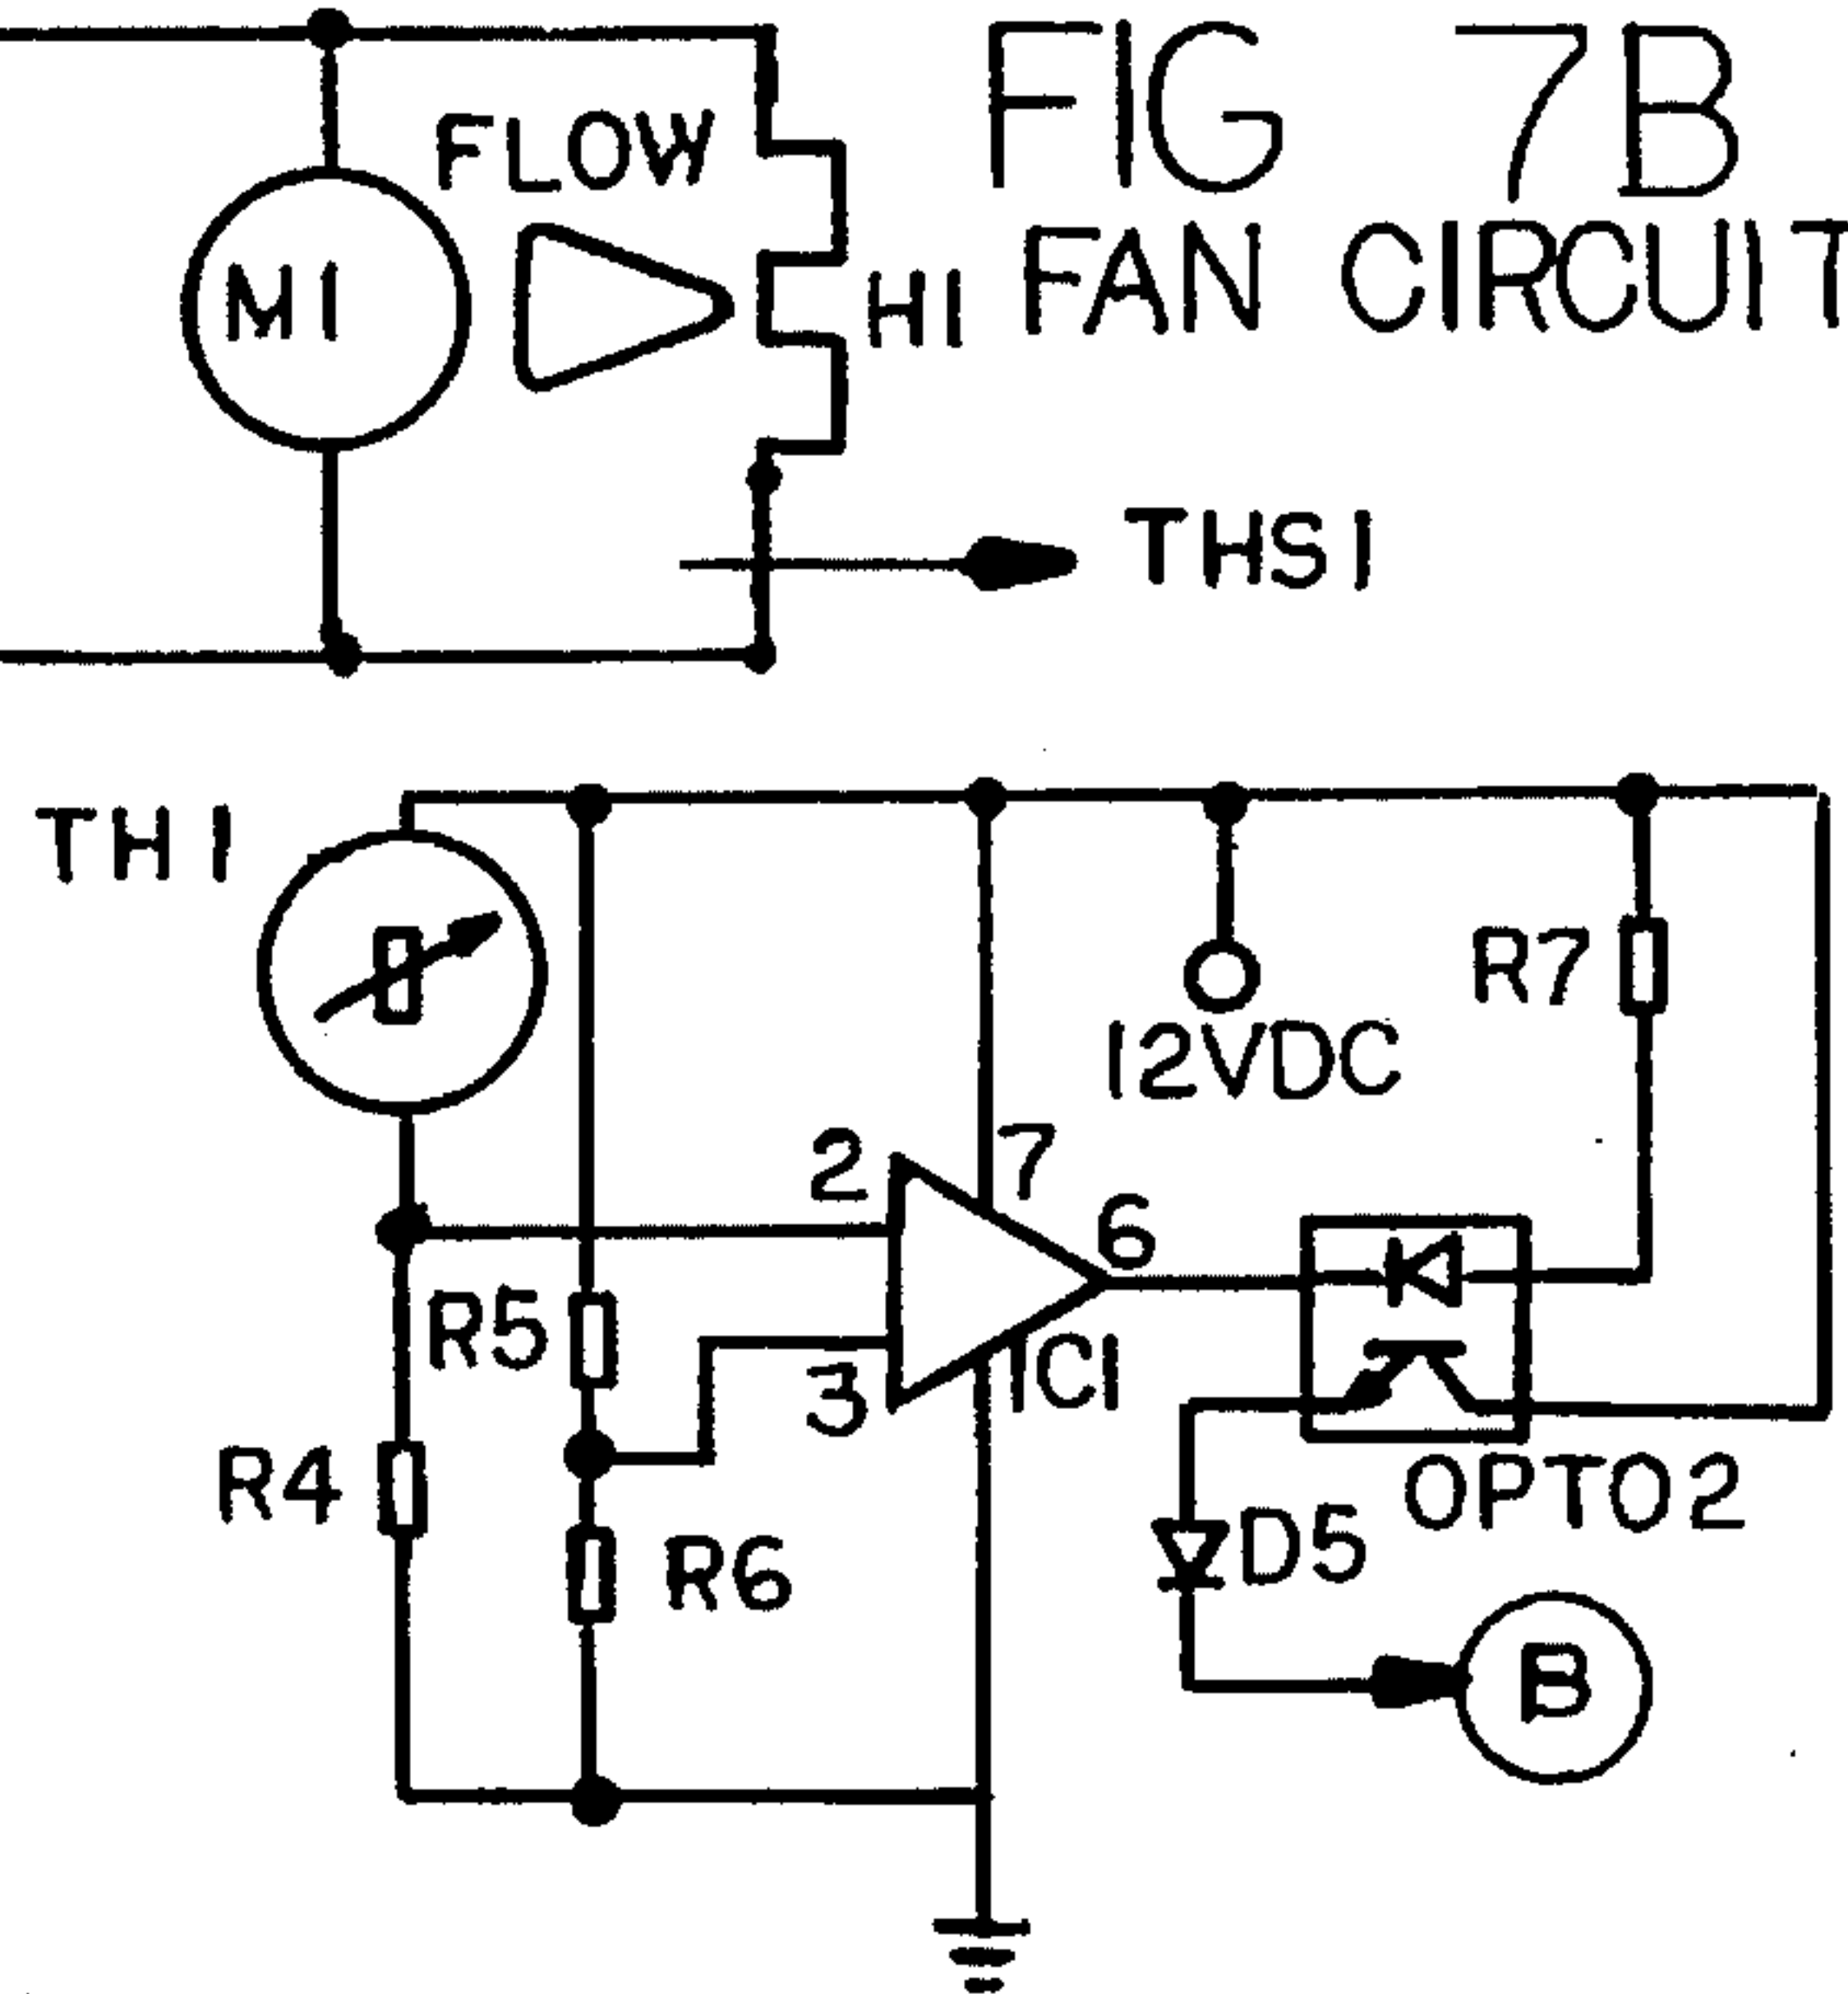 FIG 7B
FLOW
FAN CIRCUIT
M1
H1
THS1
TH1
R7
12VDC
2
7
6
R5
3
IC1
R4
OPTO2
D5
R6
B